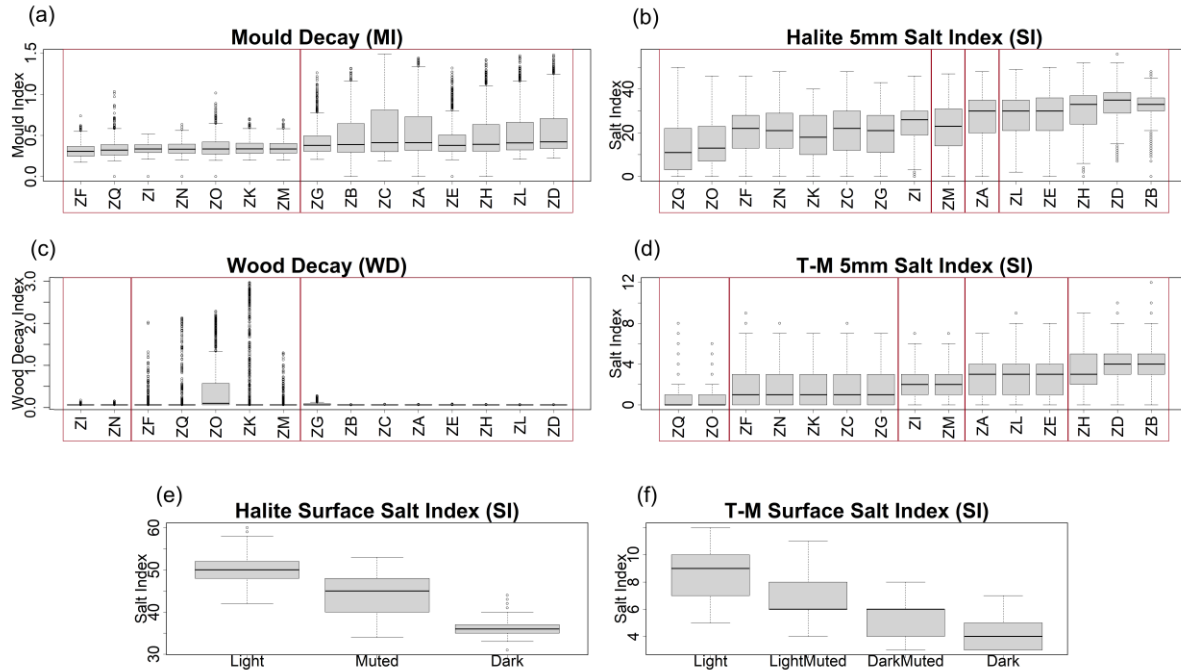 (a)
Mould Decay (MI)
Mould Index
0.0 0.5 1.0 1.5
ZF ZQ ZI ZN ZO ZK ZM ZG ZB ZC ZA ZE ZH ZL ZD
(b)
Halite 5mm Salt Index (SI)
Salt Index
0 20 40
ZQ ZO ZF ZN ZK ZC ZG ZI ZM ZA ZL ZE ZH ZD ZB
(c)
Wood Decay (WD)
Wood Decay Index
0.0 1.0 2.0 3.0
ZI ZN ZF ZQ ZO ZK ZM ZG ZB ZC ZA ZE ZH ZL ZD
(d)
T-M 5mm Salt Index (SI)
Salt Index
0 4 8 12
ZQ ZO ZF ZN ZK ZC ZG ZI ZM ZA ZL ZE ZH ZD ZB
(e)
Halite Surface Salt Index (SI)
Salt Index
30 40 50 60
Light Muted Dark
(f)
T-M Surface Salt Index (SI)
Salt Index
4 6 8 10
Light LightMuted DarkMuted Dark